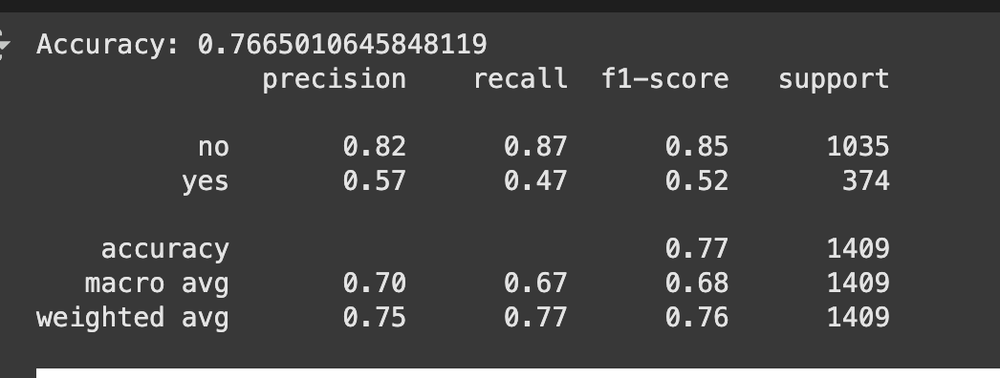 Accuracy: 0.7665010645848119
precision recall f1-score support
no 0.82 0.87 0.85 1035
yes 0.57 0.47 0.52 374
accuracy 0.77 1409
macro avg 0.70 0.67 0.68 1409
weighted avg 0.75 0.77 0.76 1409